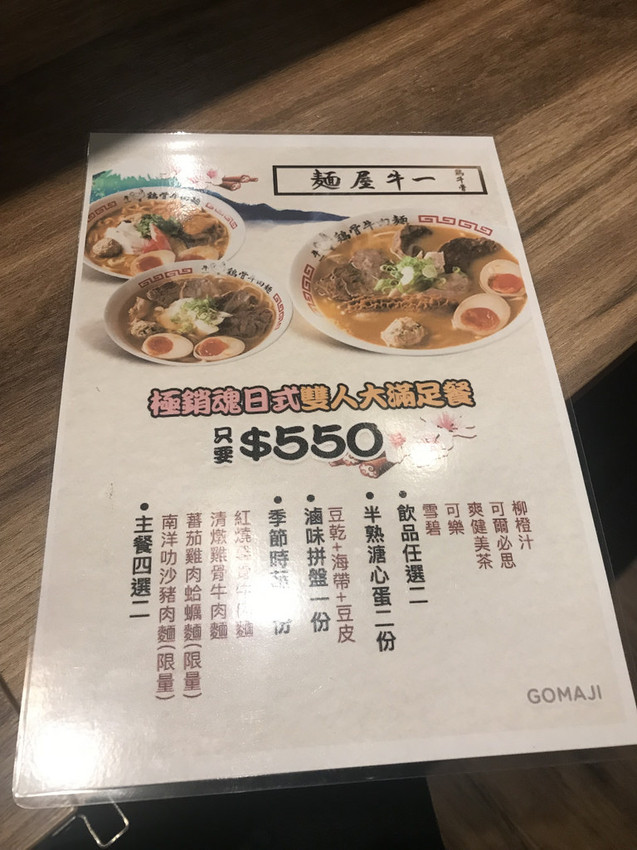 麵屋牛一
極銷魂日式雙人大滿足餐
只要 $550
柳橙汁
可爾必思
爽健美茶
可樂
雪碧
•飲品任選二
•半熟溏心蛋二份
豆乾+海帶+豆皮
•滷味拼盤一份
•季節時 份
紅燒 麵
清燉雞骨牛肉麵
蕃茄雞肉蛤蠣麵(限量)
南洋叻沙豬肉麵(限量)
•主餐四選二
GOMAJI